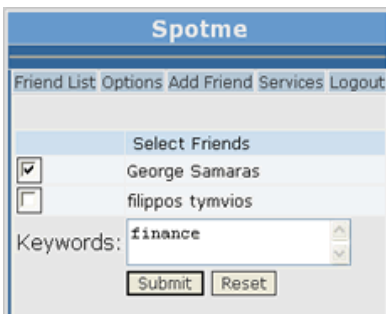 Spotme
Friend List Options Add Friend Services Logout
Select Friends
George Samaras
filippos tymvios
Keywords: finance
Submit Reset